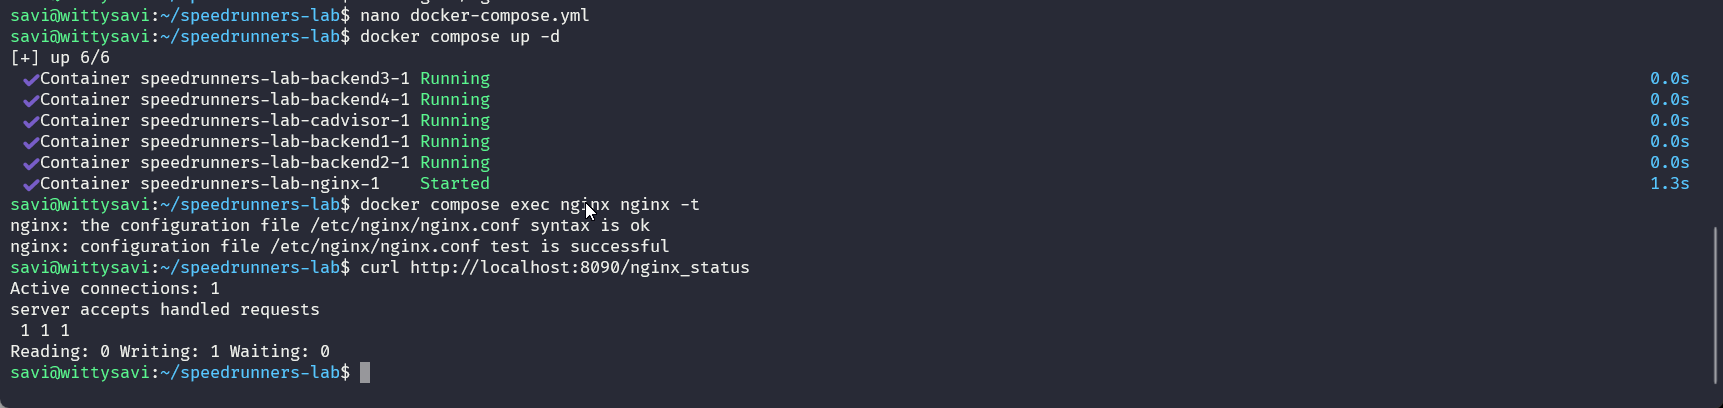 savi@wittysavi:~/speedrunners-lab$ nano docker-compose.yml
savi@wittysavi:~/speedrunners-lab$ docker compose up -d
[+] up 6/6
✔Container speedrunners-lab-backend3-1 Running 0.0s
✔Container speedrunners-lab-backend4-1 Running 0.0s
✔Container speedrunners-lab-cadvisor-1 Running 0.0s
✔Container speedrunners-lab-backend1-1 Running 0.0s
✔Container speedrunners-lab-backend2-1 Running 0.0s
✔Container speedrunners-lab-nginx-1 Started 1.3s
savi@wittysavi:~/speedrunners-lab$ docker compose exec nginx nginx -t
nginx: the configuration file /etc/nginx/nginx.conf syntax is ok
nginx: configuration file /etc/nginx/nginx.conf test is successful
savi@wittysavi:~/speedrunners-lab$ curl http://localhost:8090/nginx_status
Active connections: 1
server accepts handled requests
1 1 1
Reading: 0 Writing: 1 Waiting: 0
savi@wittysavi:~/speedrunners-lab$